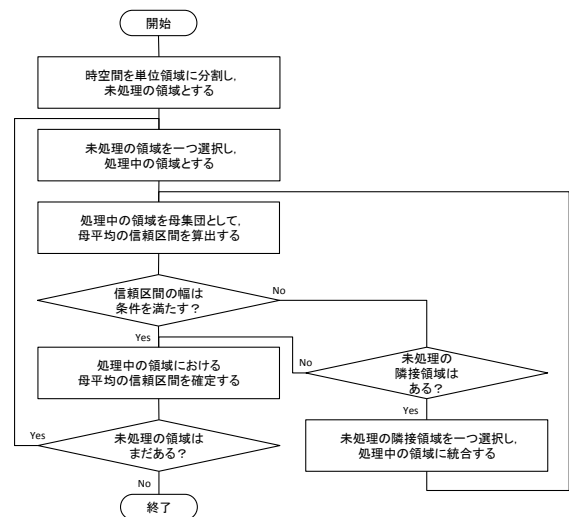 開始
時空間を単位領域に分割し，
未処理の領域とする
未処理の領域を一つ選択し，
処理中の領域とする
処理中の領域を母集団として，
母平均の信頼区間を算出する
信頼区間の幅は
条件を満たす？
No
Yes
処理中の領域における
母平均の信頼区間を確定する
未処理の
隣接領域は
ある？
No
Yes
未処理の隣接領域を一つ選択し，
処理中の領域に統合する
未処理の領域は
まだある？
Yes
No
終了